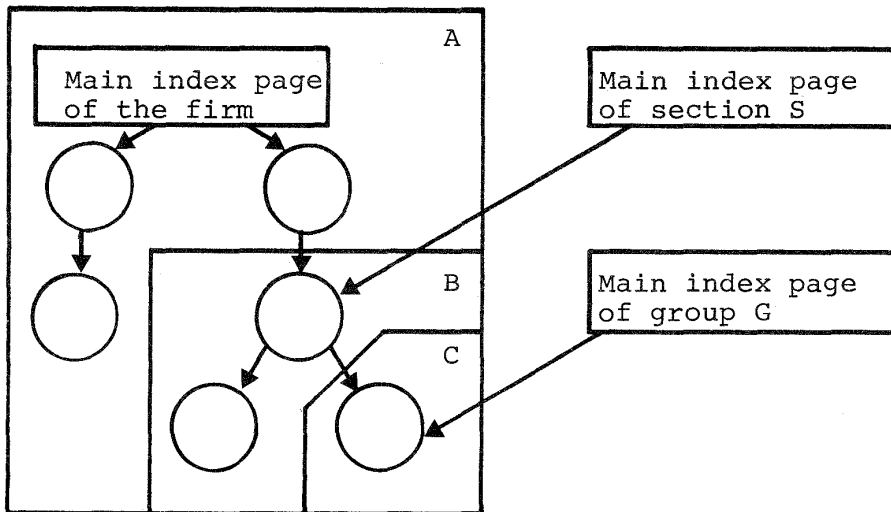 A
Main index page
of the firm
Main index page
of section S
B
Main index page
of group G
C